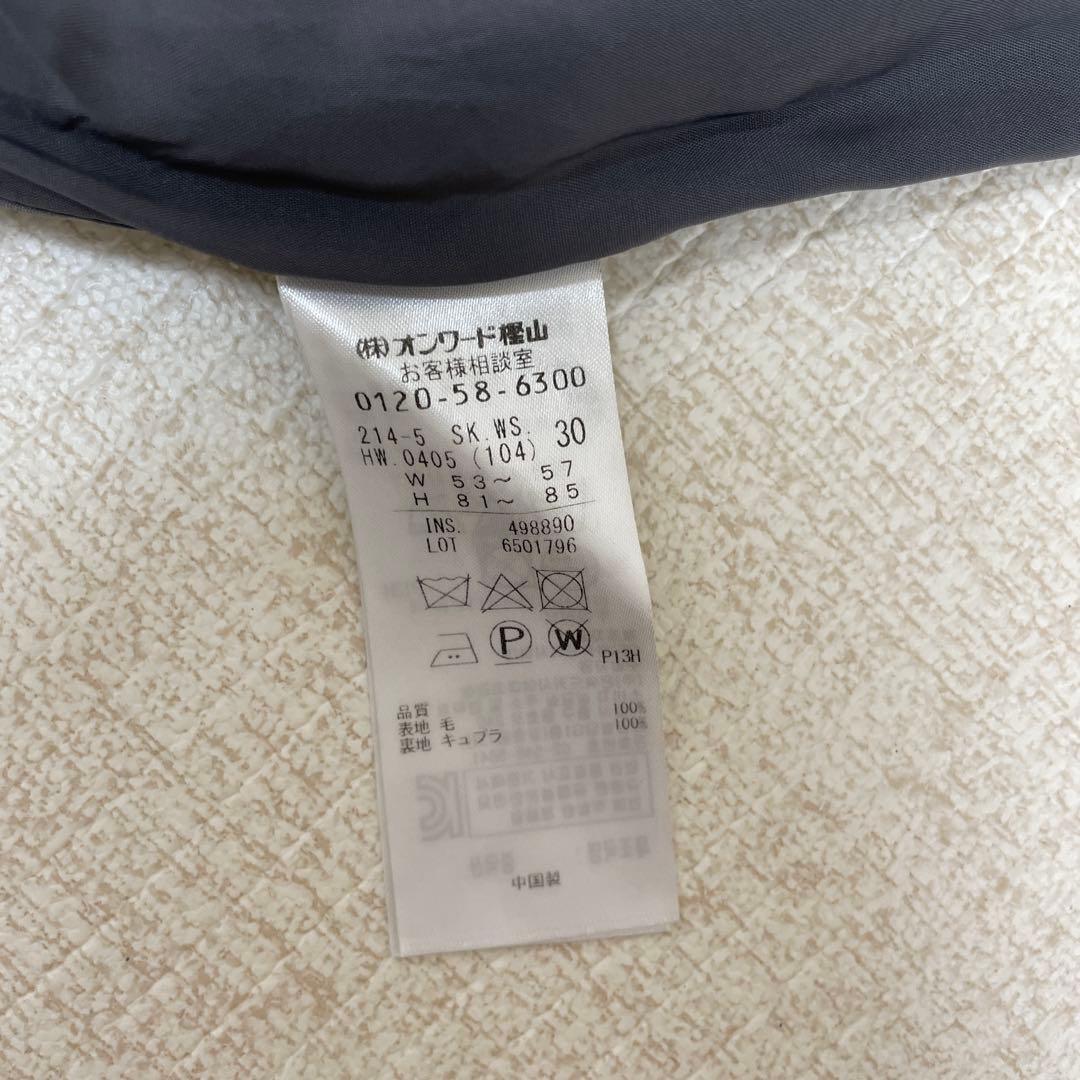 (株)オンワード樫山
お客様相談室
0120-58-6300
214-5 SK.WS. 30
HW.0405 (104)
W 53～ 57
H 81～ 85
INS. 498890
LOT 6501796
P
W
P13H
品質
表地 毛 100%
裏地 キュプラ 100%
中国製